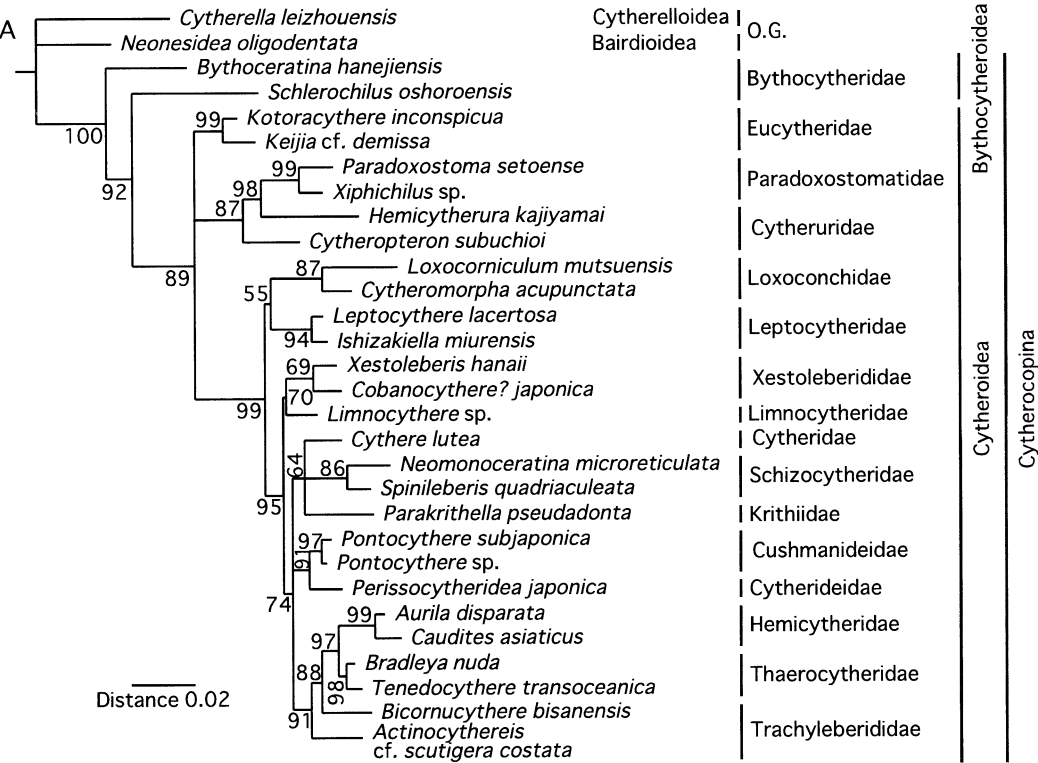 A
Cytherella leizhouensis Cytherelloidea
O.G.
Neonesidea oligodentata Bairdioidea
Bythoceratina hanejiensis
Bythocytheridae
Schlerochilus oshoroensis
Bythocytheroidea
100
92
99 Kotoracythere inconspicua
Eucytheridae
Keijia cf. demissa
99 Paradoxostoma setoense
Paradoxostomatidae
98 Xiphichilus sp.
87 Hemicytherura kajiyamai
Cytheruridae
Cytheropteron subuchioi
89
87 Loxocorniculum mutsuensis
Loxoconchidae
55 Cytheromorpha acupunctata
Leptocythere lacertosa
Leptocytheridae
94 Ishizakiella miurensis
69 Xestoleberis hanaii
Xestoleberididae
70 Cobanocythere? japonica
99 Limnocythere sp. Limnocytheridae
Cythere lutea Cytheridae
Cytheroidea
Cytherocopina
64 86 Neomonoceratina microreticulata
Schizocytheridae
Spinileberis quadriaculeata
95 Parakrithella pseudadonta Krithiidae
97 Pontocythere subjaponica
Cushmanideidae
91 Pontocythere sp.
Perissocytheridea japonica Cytherideidae
74
99 Aurila disparata
Hemicytheridae
Caudites asiaticus
97
88 Bradleya nuda
Thaerocytheridae
98 Tenedocythere transoceanica
Distance 0.02
Bicornucythere bisanensis
91 Actinocythereis
Trachyleberididae
cf. scutigera costata